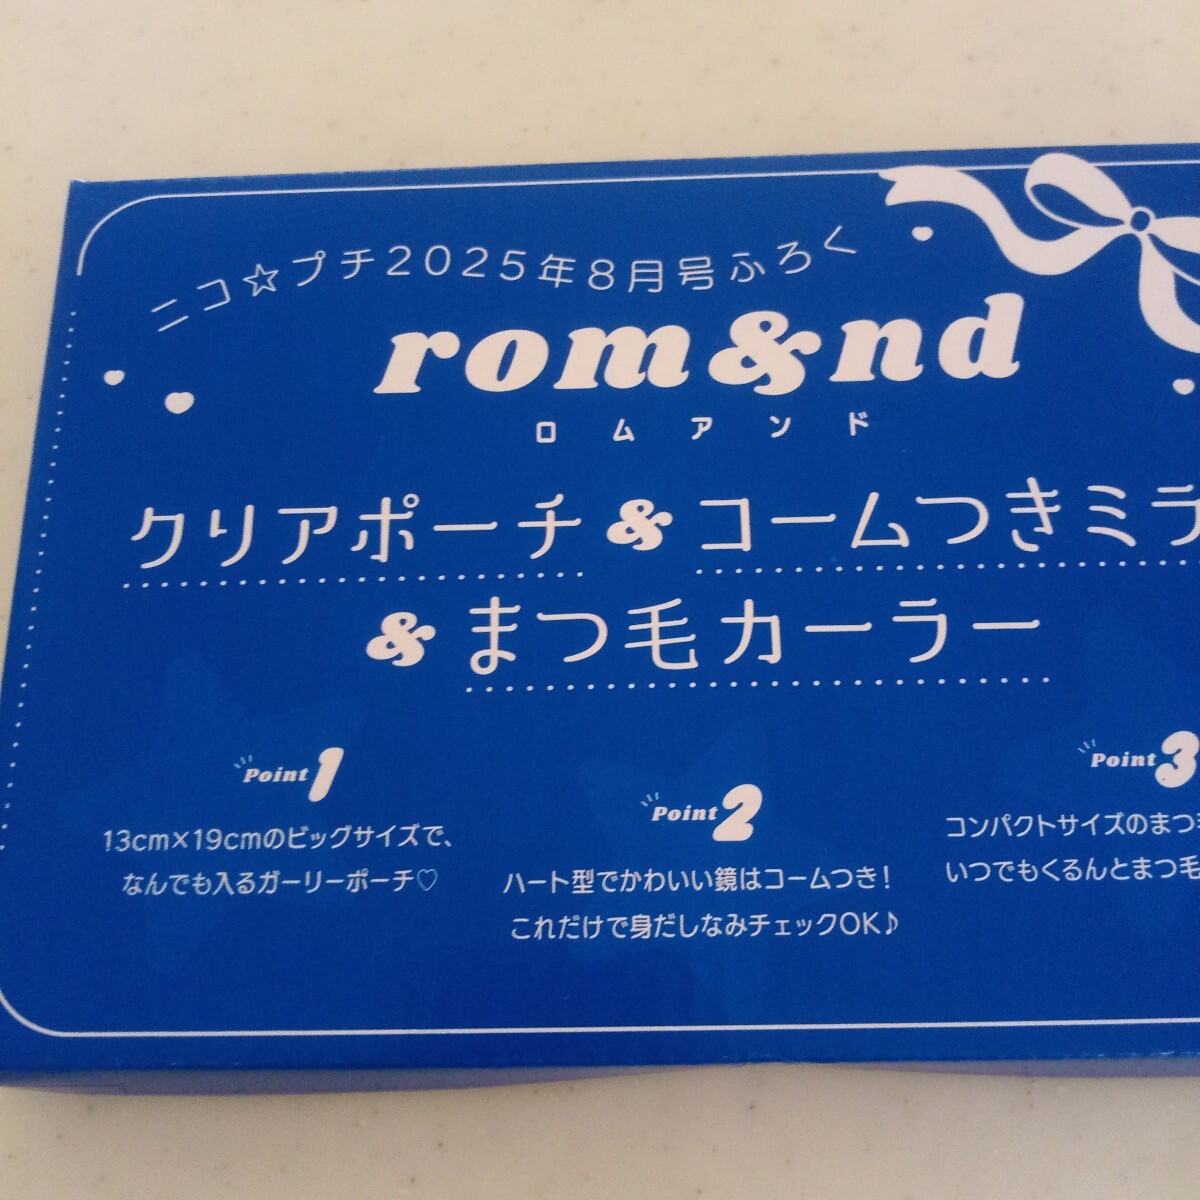 ニコ☆プチ2025年8月号ふろく
rom&nd
ロムアンド
クリアポーチ&コームつきミラ
&まつ毛カーラー
Point 1
13cm×19cmのビッグサイズで、
なんでも入るガーリーポーチ♡
Point 2
ハート型でかわいい鏡はコームつき!
これだけで身だしなみチェックOK♪
Point 3
コンパクトサイズのまつ
いつでもくるんとまつ毛